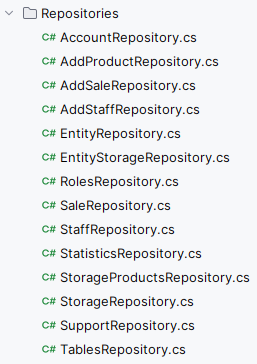 Repositories
C# AccountRepository.cs
C# AddProductRepository.cs
C# AddSaleRepository.cs
C# AddStaffRepository.cs
C# EntityRepository.cs
C# EntityStorageRepository.cs
C# RolesRepository.cs
C# SaleRepository.cs
C# StaffRepository.cs
C# StatisticsRepository.cs
C# StorageProductsRepository.cs
C# StorageRepository.cs
C# SupportRepository.cs
C# TablesRepository.cs